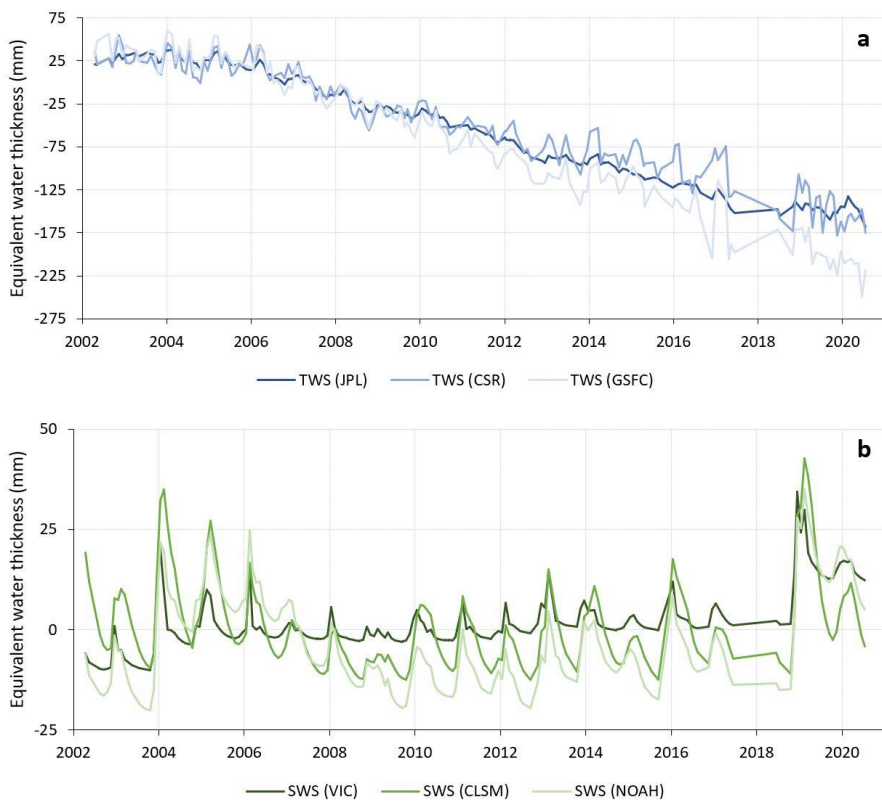 a
Equivalent water thickness (mm)
75
25
-25
-75
-125
-175
-225
-275
2002 2004 2006 2008 2010 2012 2014 2016 2018 2020
TWS (JPL) TWS (CSR) TWS (GSFC)
b
Equivalent water thickness (mm)
50
25
0
-25
2002 2004 2006 2008 2010 2012 2014 2016 2018 2020
SWS (VIC) SWS (CLSM) SWS (NOAH)